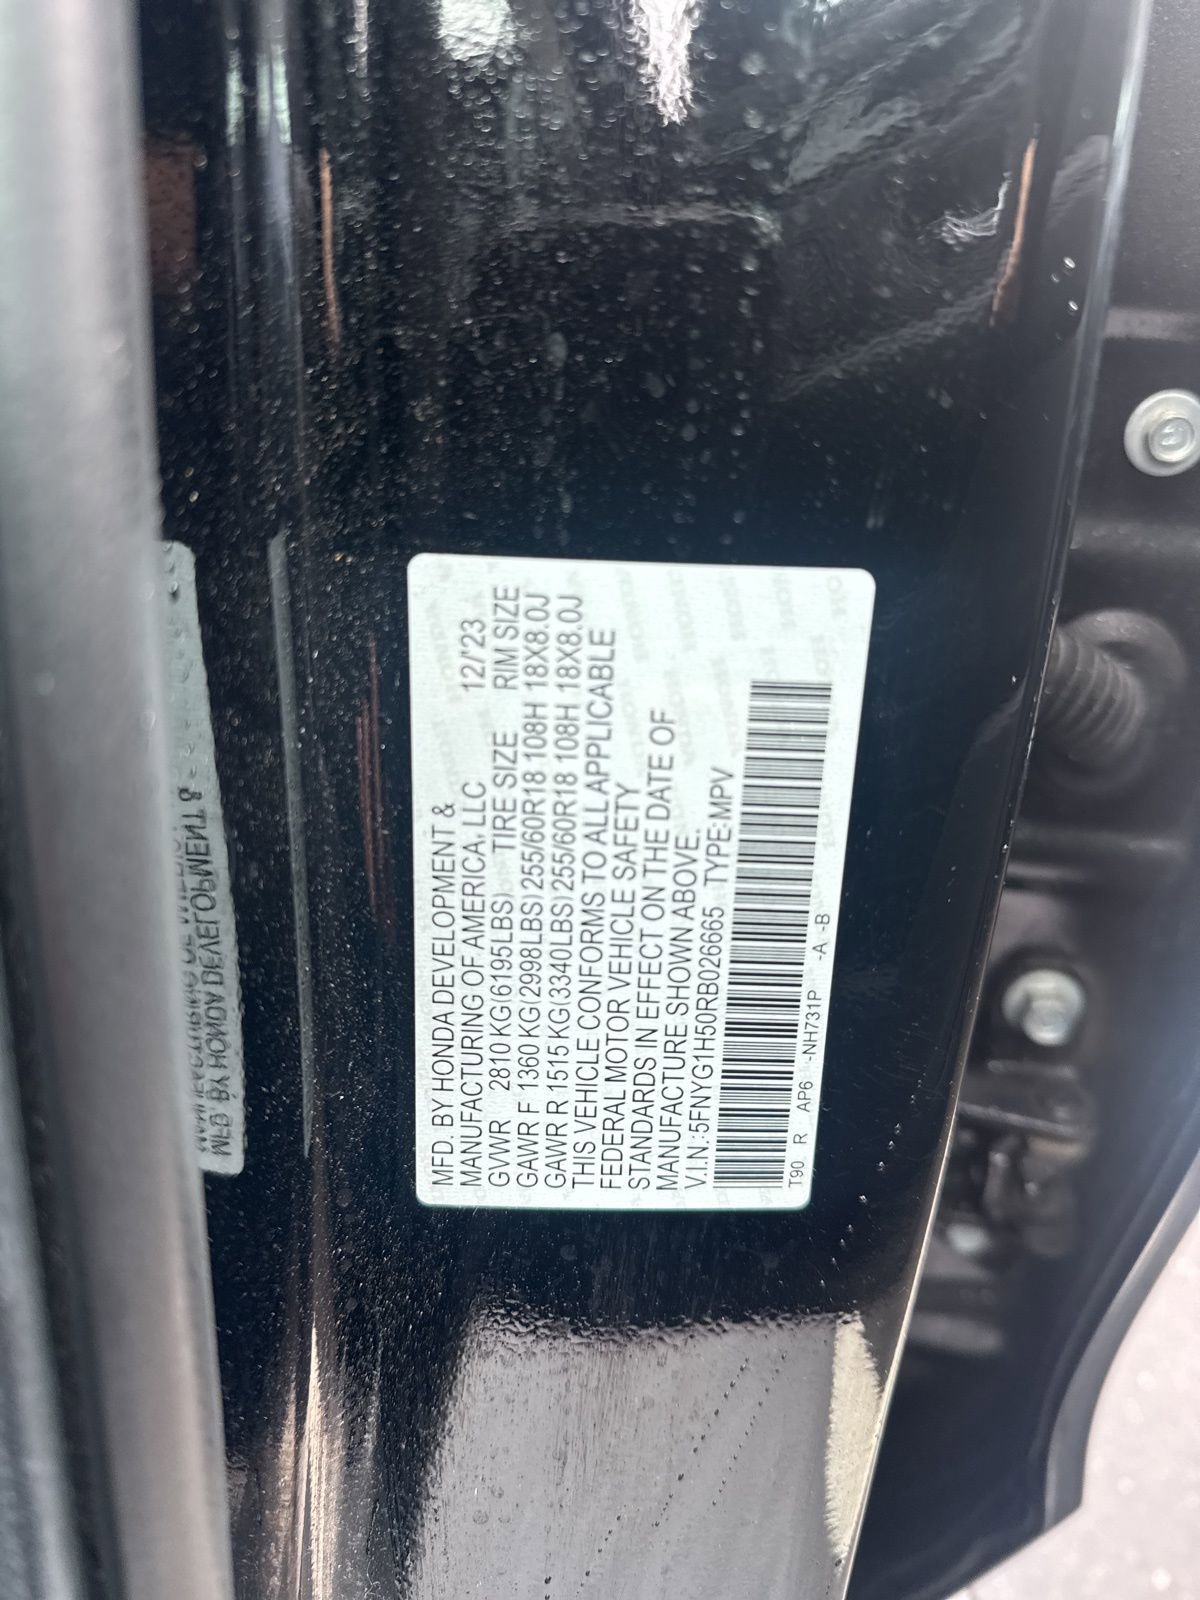 MFD. BY HONDA DEVELOPMENT &
MANUFACTURING OF AMERICA, LLC 12/'23
GVWR 2810 KG(6195LBS) TIRE SIZE RIM SIZE
GAWR F 1360 KG(2998LBS) 255/60R18 108H 18X8.0J
GAWR R 1515 KG(3340LBS) 255/60R18 108H 18X8.0J
THIS VEHICLE CONFORMS TO ALL APPLICABLE
FEDERAL MOTOR VEHICLE SAFETY
STANDARDS IN EFFECT ON THE DATE OF
MANUFACTURE SHOWN ABOVE.
V.I.N.:5FNYG1H50RB026665 TYPE:MPV
T90 R AP6 -NH731P -A -B